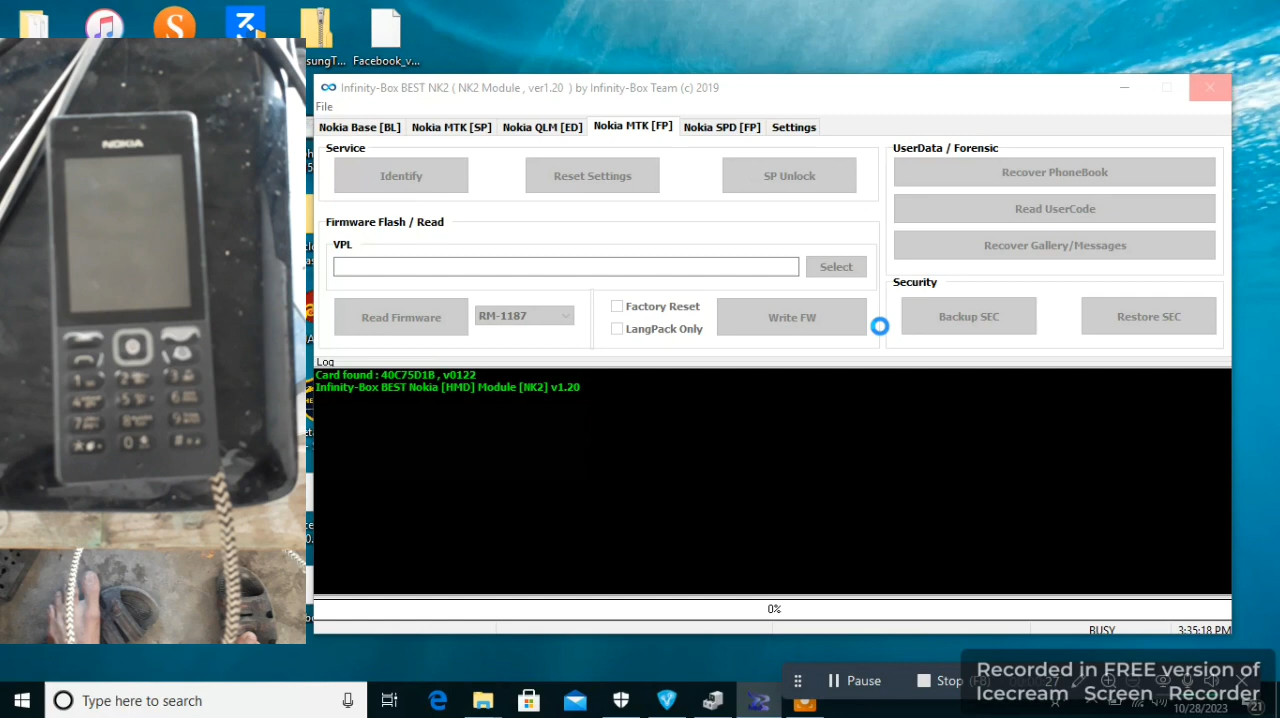 sungT...
Facebook_v...
Infinity-Box BEST NK2 ( NK2 Module , ver1.20 ) by Infinity-Box Team (c) 2019
File
Nokia Base [BL] Nokia MTK [SP] Nokia QLM [ED] Nokia MTK [FP] Nokia SPD [FP] Settings
Service
Identify Reset Settings SP Unlock
UserData / Forensic
Recover PhoneBook
Read UserCode
Recover Gallery/Messages
Firmware Flash / Read
VPL
Select
Read Firmware RM-1187
Factory Reset
LangPack Only
Write FW
Security
Backup SEC Restore SEC
Log
Card found : 40C75D1B , v0122
Infinity-Box BEST Nokia [HMD] Module [NK2] v1.20
0%
BUSY 3:35:18 PM
NOKIA
Type here to search
Pause Stop
Recorded in FREE version of
Icecream Screen Recorder
10/28/2023
21